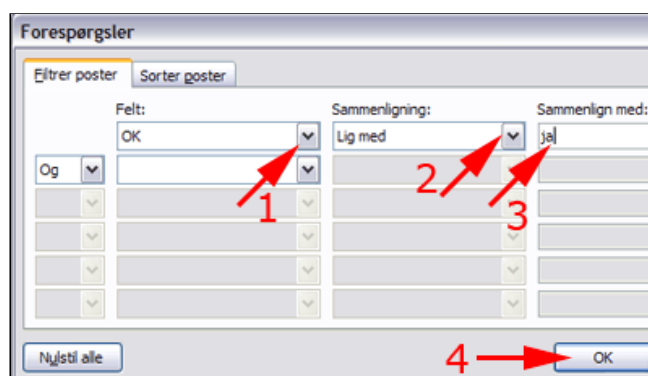 Forespørgsler
Filtrer poster Sorter poster
Felt: Sammenligning: Sammenlign med:
OK Lig med ja
Og
1 2 3
Nulstil alle 4 OK